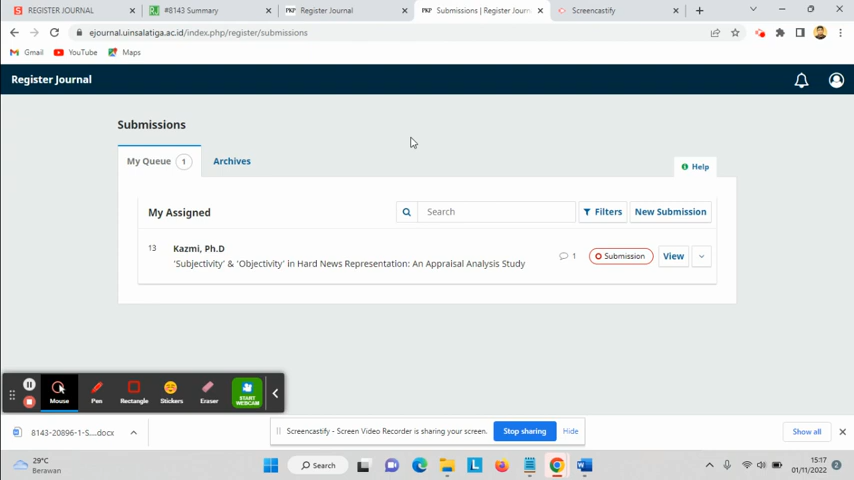 REGISTER JOURNAL
#8143 Summary
Register Journal
Submissions | Register Journ
Screencastify
ejournal.uinsalatiga.ac.id/index.php/register/submissions
Gmail
YouTube
Maps
Register Journal
Submissions
My Queue 1
Archives
Help
My Assigned
Search
Filters
New Submission
13
Kazmi, Ph.D
'Subjectivity' & 'Objectivity' in Hard News Representation: An Appraisal Analysis Study
1
Submission
View
Mouse
Pen
Rectangle
Stickers
Eraser
START WEBCAM
8143-20896-1-S....docx
Screencastify - Screen Video Recorder is sharing your screen.
Stop sharing
Hide
Show all
29°C
Berawan
Search
15:17
01/11/2022